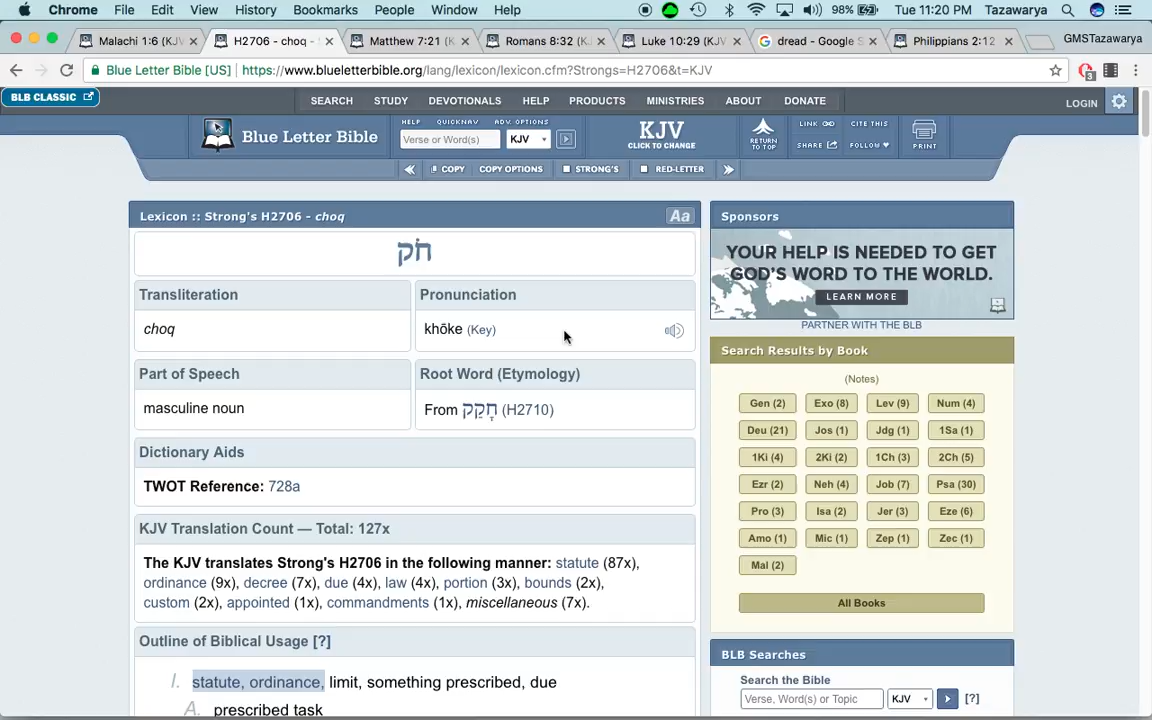 Chrome File Edit View History Bookmarks People Window Help 98% Tue 11:20 PM Tazawarya
Malachi 1:6 (KJV H2706 - choq - S Matthew 7:21 (KJ Romans 8:32 (KJV Luke 10:29 (KJV dread - Google S Philippians 2:12 GMSTazawarya
Blue Letter Bible [US] https://www.blueletterbible.org/lang/lexicon/lexicon.cfm?Strongs=H2706&t=KJV 3
BLB CLASSIC
SEARCH STUDY DEVOTIONALS HELP PRODUCTS MINISTRIES ABOUT DONATE LOGIN
Blue Letter Bible
HELP QUICKNAV ADV. OPTIONS
Verse or Word(s) KJV
KJV
CLICK TO CHANGE
RETURN
TO TOP
LINK CITE THIS
SHARE FOLLOW
PRINT
COPY COPY OPTIONS STRONG'S RED-LETTER
Lexicon :: Strong's H2706 - choq Aa
חֹק
Transliteration
choq
Pronunciation
khōke (Key)
Part of Speech
masculine noun
Root Word (Etymology)
From חָקַק (H2710)
Dictionary Aids
TWOT Reference: 728a
KJV Translation Count — Total: 127x
The KJV translates Strong's H2706 in the following manner: statute (87x),
ordinance (9x), decree (7x), due (4x), law (4x), portion (3x), bounds (2x),
custom (2x), appointed (1x), commandments (1x), miscellaneous (7x).
Outline of Biblical Usage [?]
I. statute, ordinance, limit, something prescribed, due
A. prescribed task
Sponsors
YOUR HELP IS NEEDED TO GET
GOD'S WORD TO THE WORLD.
LEARN MORE
PARTNER WITH THE BLB
Search Results by Book
(Notes)
Gen (2) Exo (8) Lev (9) Num (4)
Deu (21) Jos (1) Jdg (1) 1Sa (1)
1Ki (4) 2Ki (2) 1Ch (3) 2Ch (5)
Ezr (2) Neh (4) Job (7) Psa (30)
Pro (3) Isa (2) Jer (3) Eze (6)
Amo (1) Mic (1) Zep (1) Zec (1)
Mal (2)
All Books
BLB Searches
Search the Bible
Verse, Word(s) or Topic KJV [?]